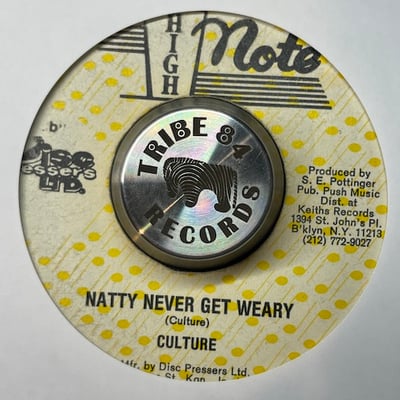 HIGH
Note
TRIBE 84
RECORDS
Disc
Pressers
LTD.
Produced by
S. E. Pottinger
Pub. Push Music
Dist. at
Keiths Records
1394 St. John's Pl.
B'klyn, N.Y. 11213
(212) 772-9027
NATTY NEVER GET WEARY
(Culture)
CULTURE
Mfr. by Disc Pressers Ltd.
St. Kgn.